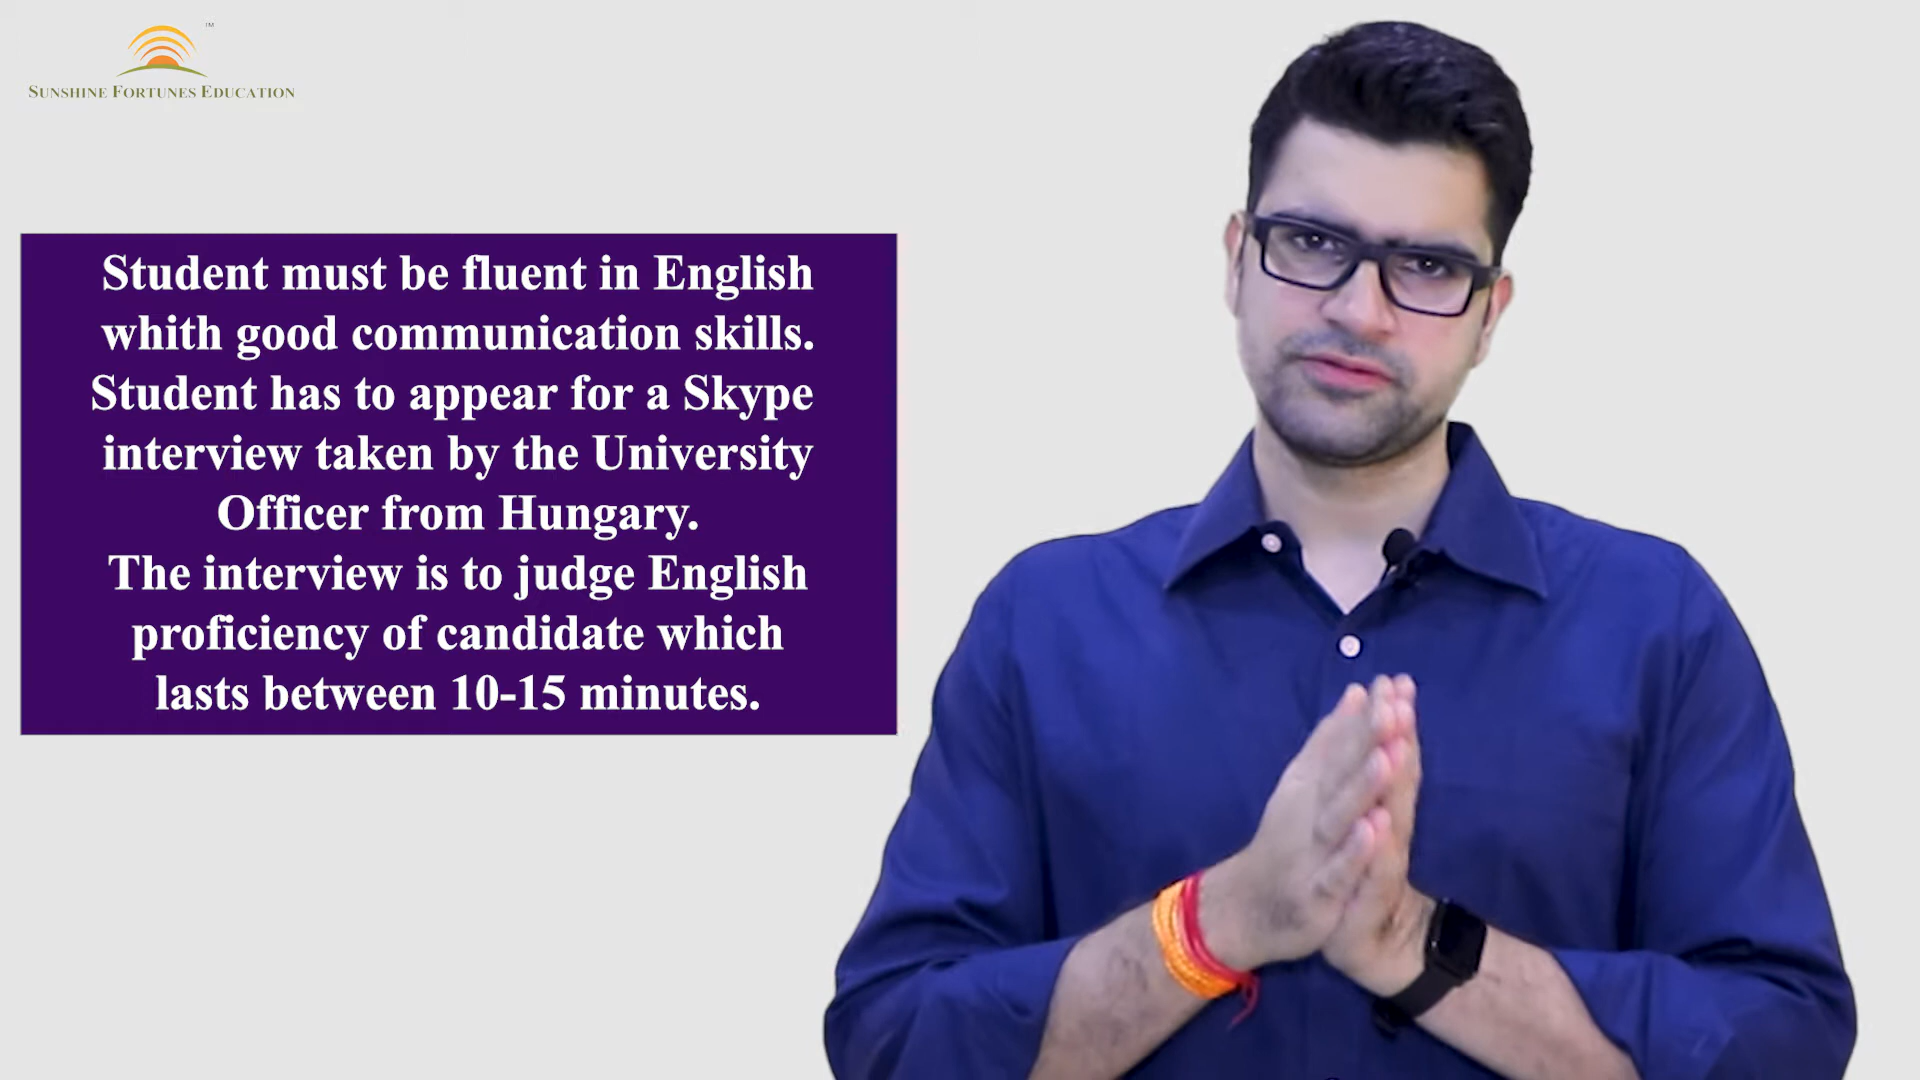 TM
SUNSHINE FORTUNES EDUCATION
Student must be fluent in English
whith good communication skills.
Student has to appear for a Skype
interview taken by the University
Officer from Hungary.
The interview is to judge English
proficiency of candidate which
lasts between 10-15 minutes.